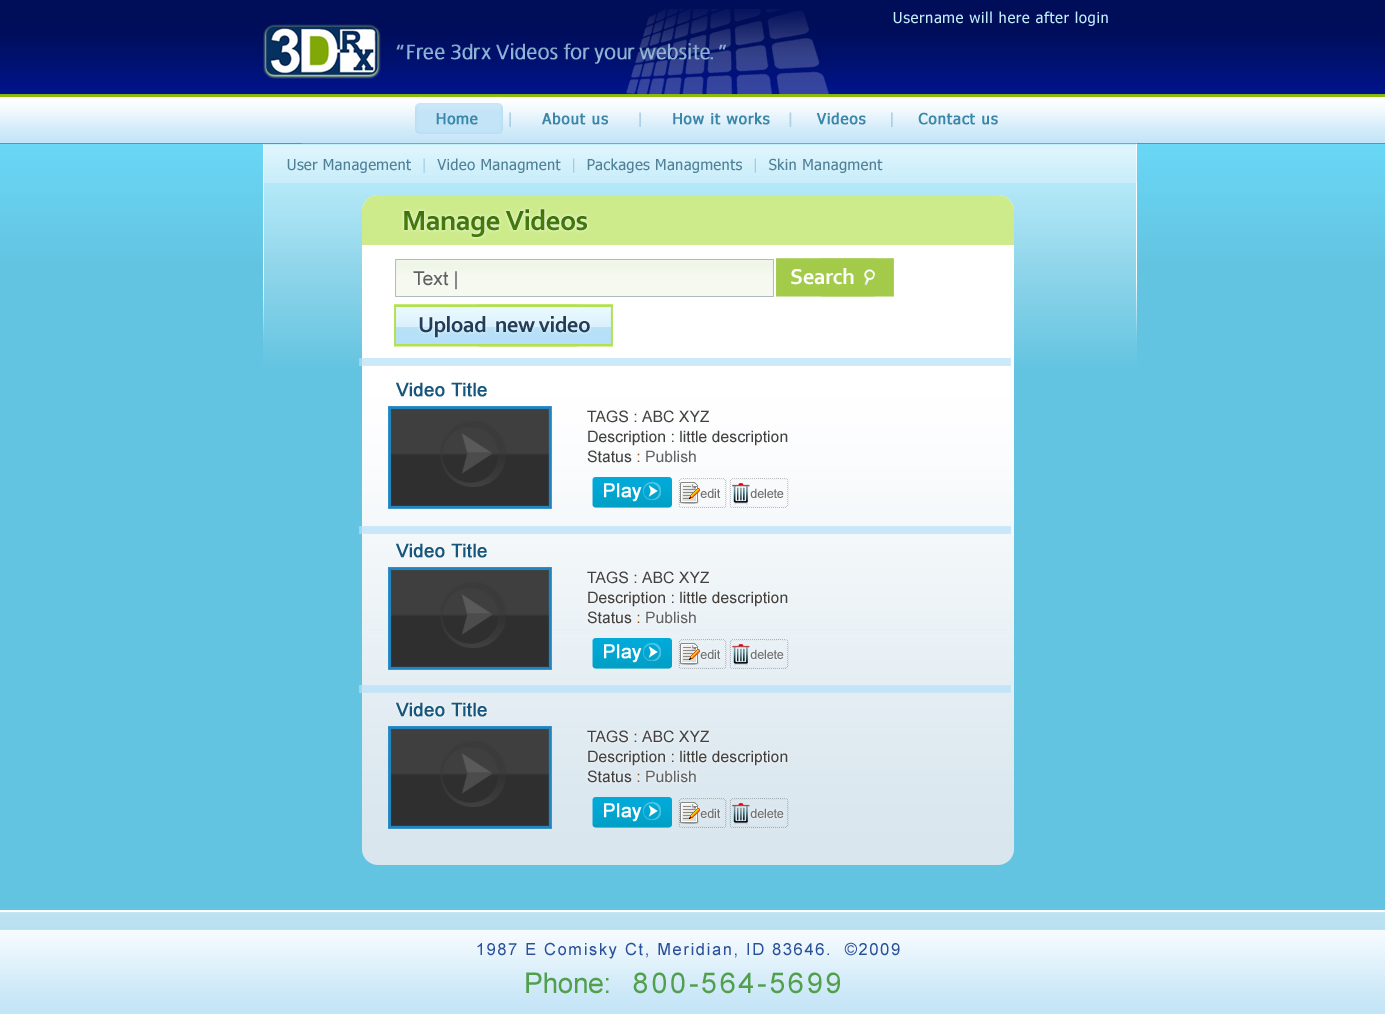 Username will here after login
3DRx
“Free 3drx Videos for your website.”
Home | About us | How it works | Videos | Contact us
User Management | Video Managment | Packages Managments | Skin Managment
Manage Videos
Text | Search
Upload new video
Video Title
TAGS : ABC XYZ
Description : little description
Status : Publish
Play edit delete
Video Title
TAGS : ABC XYZ
Description : little description
Status : Publish
Play edit delete
Video Title
TAGS : ABC XYZ
Description : little description
Status : Publish
Play edit delete
1987 E Comisky Ct, Meridian, ID 83646. ©2009
Phone: 800-564-5699